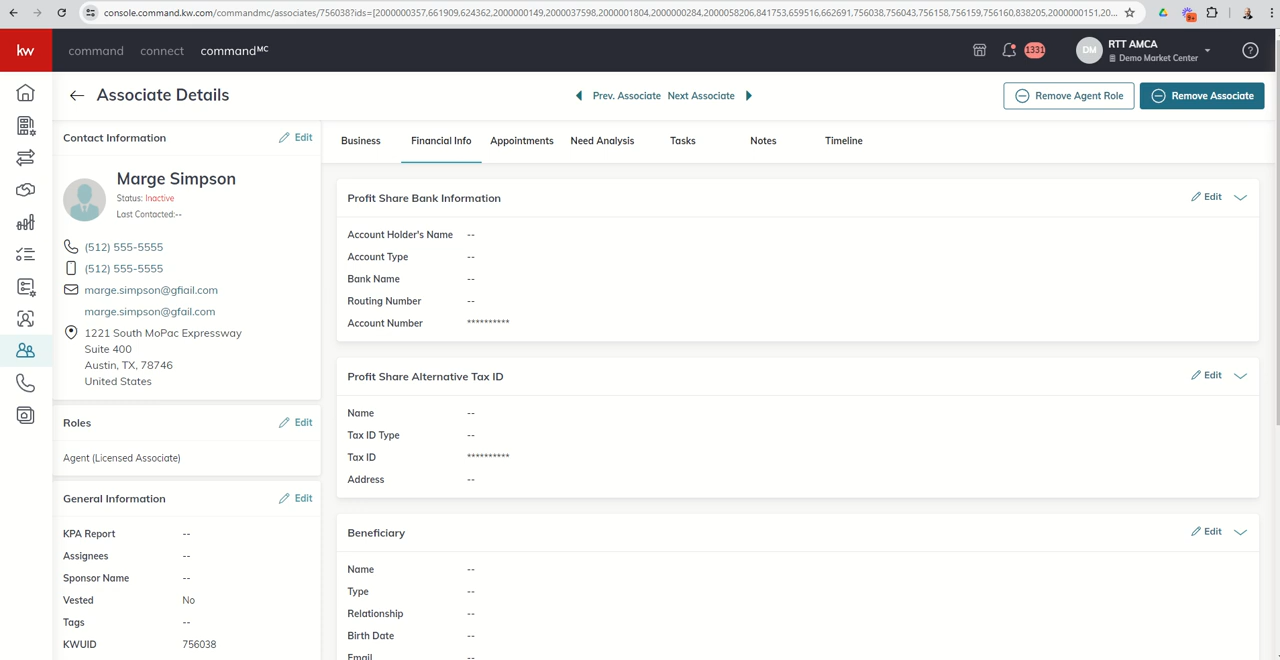 console.command.kw.com/commandmc/associates/756038?ids=[2000000357,661909,624362,2000000149,2000037598,2000001804,2000000284,2000058206,841753,659516,662691,756038,756043,756158,756159,756160,838205,2000000151,20...
9+
kw command connect command MC
1331
DM
RTT AMCA
Demo Market Center
?
Associate Details
Prev. Associate Next Associate
Remove Agent Role
Remove Associate
Contact Information
Edit
Marge Simpson
Status: Inactive
Last Contacted:--
(512) 555-5555
(512) 555-5555
marge.simpson@gfiail.com
marge.simpson@gfail.com
1221 South MoPac Expressway
Suite 400
Austin, TX, 78746
United States
Roles
Edit
Agent (Licensed Associate)
General Information
Edit
KPA Report --
Assignees --
Sponsor Name --
Vested No
Tags --
KWUID 756038
Business Financial Info Appointments Need Analysis Tasks Notes Timeline
Profit Share Bank Information
Edit
Account Holder's Name --
Account Type --
Bank Name --
Routing Number --
Account Number **********
Profit Share Alternative Tax ID
Edit
Name --
Tax ID Type --
Tax ID **********
Address --
Beneficiary
Edit
Name --
Type --
Relationship --
Birth Date --
Email --